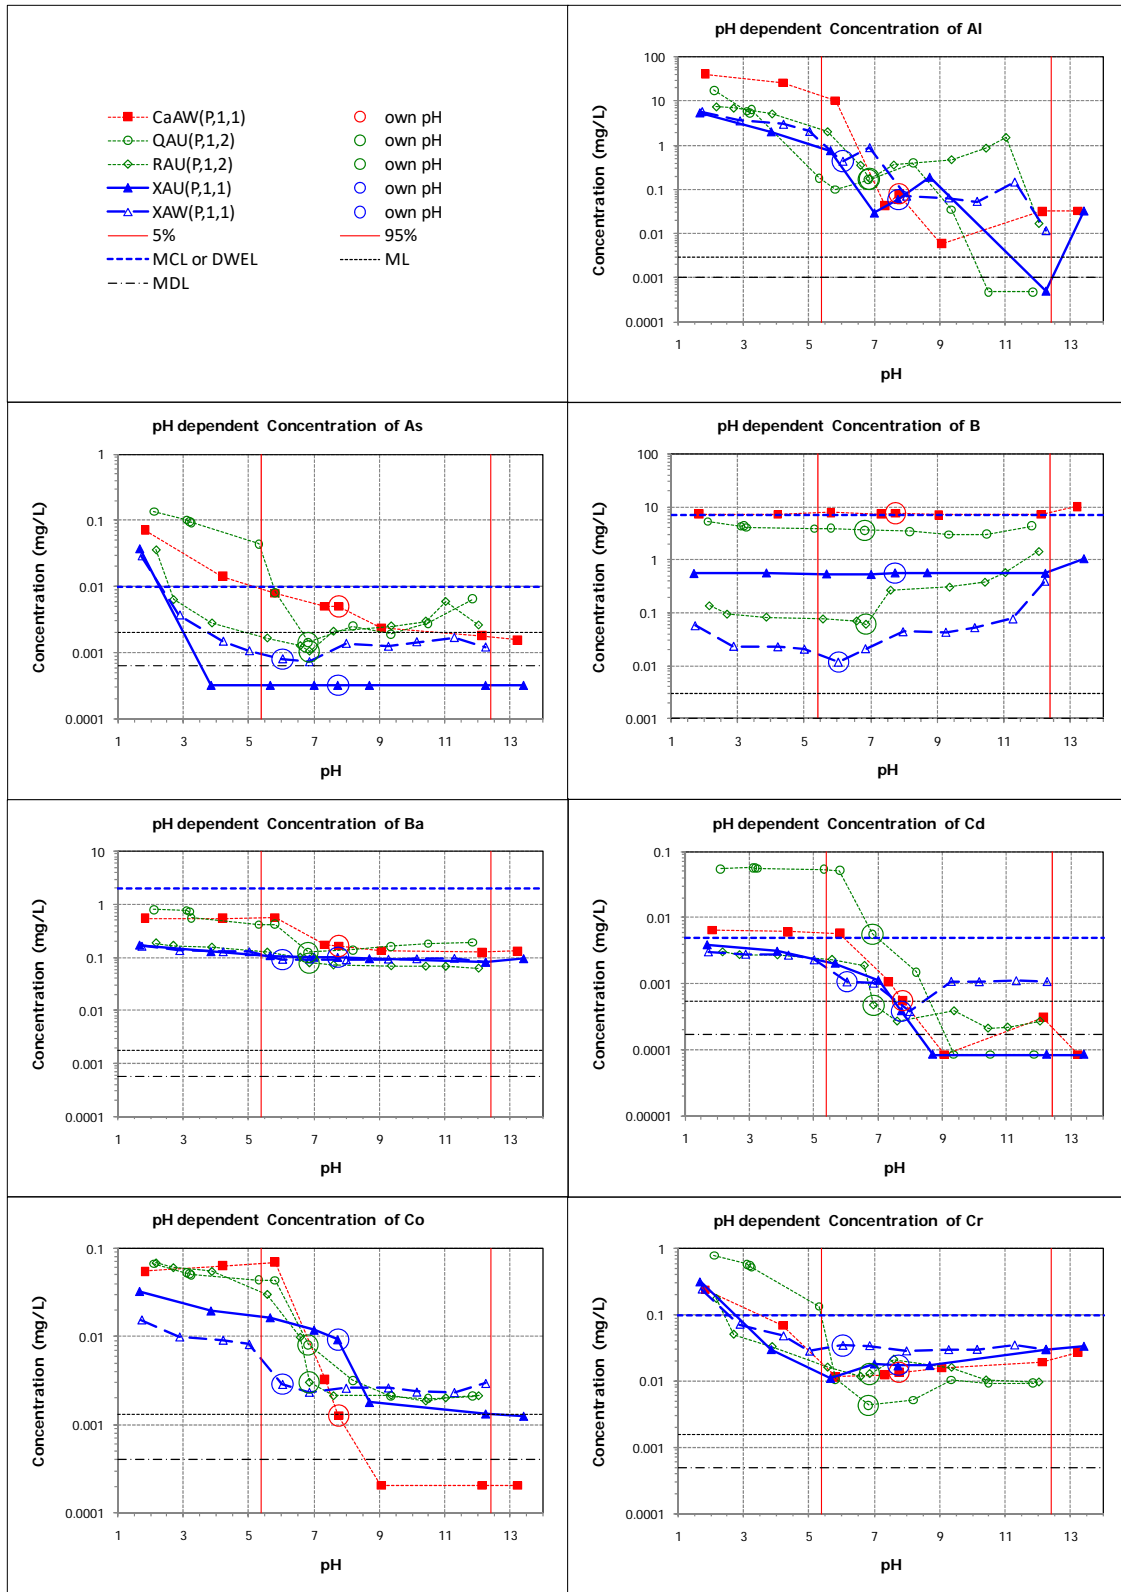 CaAW(P,1,1) own pH
QAU(P,1,2) own pH
RAU(P,1,2) own pH
XAU(P,1,1) own pH
XAW(P,1,1) own pH
5% 95%
MCL or DWEL ML
MDL
pH dependent Concentration of Al
Concentration (mg/L)
100
10
1
0.1
0.01
0.001
0.0001
1 3 5 7 9 11 13
pH
pH dependent Concentration of As
Concentration (mg/L)
1
0.1
0.01
0.001
0.0001
1 3 5 7 9 11 13
pH
pH dependent Concentration of B
Concentration (mg/L)
100
10
1
0.1
0.01
0.001
1 3 5 7 9 11 13
pH
pH dependent Concentration of Ba
Concentration (mg/L)
10
1
0.1
0.01
0.001
0.0001
1 3 5 7 9 11 13
pH
pH dependent Concentration of Cd
Concentration (mg/L)
0.1
0.01
0.001
0.0001
0.00001
1 3 5 7 9 11 13
pH
pH dependent Concentration of Co
Concentration (mg/L)
0.1
0.01
0.001
0.0001
1 3 5 7 9 11 13
pH
pH dependent Concentration of Cr
Concentration (mg/L)
1
0.1
0.01
0.001
0.0001
1 3 5 7 9 11 13
pH